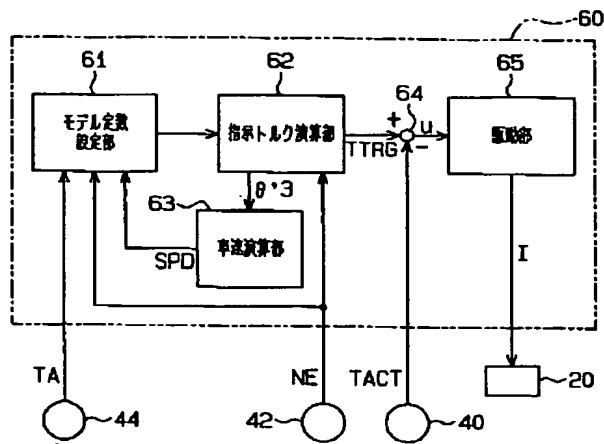 60
61
62
65
モデル定数
設定部
指示トルク演算部
+
64
u
-
駆動部
TTRG
θ'3
63
車速演算部
SPD
I
TA
NE
TACT
20
44
42
40